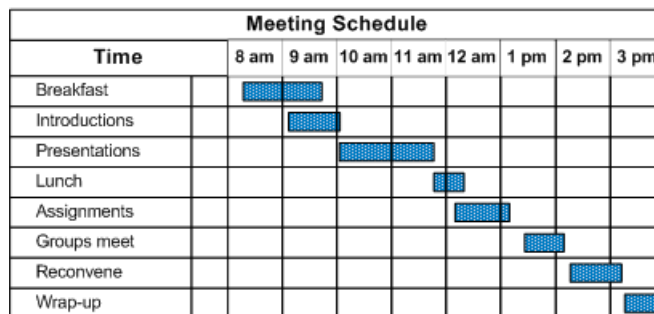 Meeting Schedule
Time 8 am 9 am 10 am 11 am 12 am 1 pm 2 pm 3 pm
Breakfast
Introductions
Presentations
Lunch
Assignments
Groups meet
Reconvene
Wrap-up